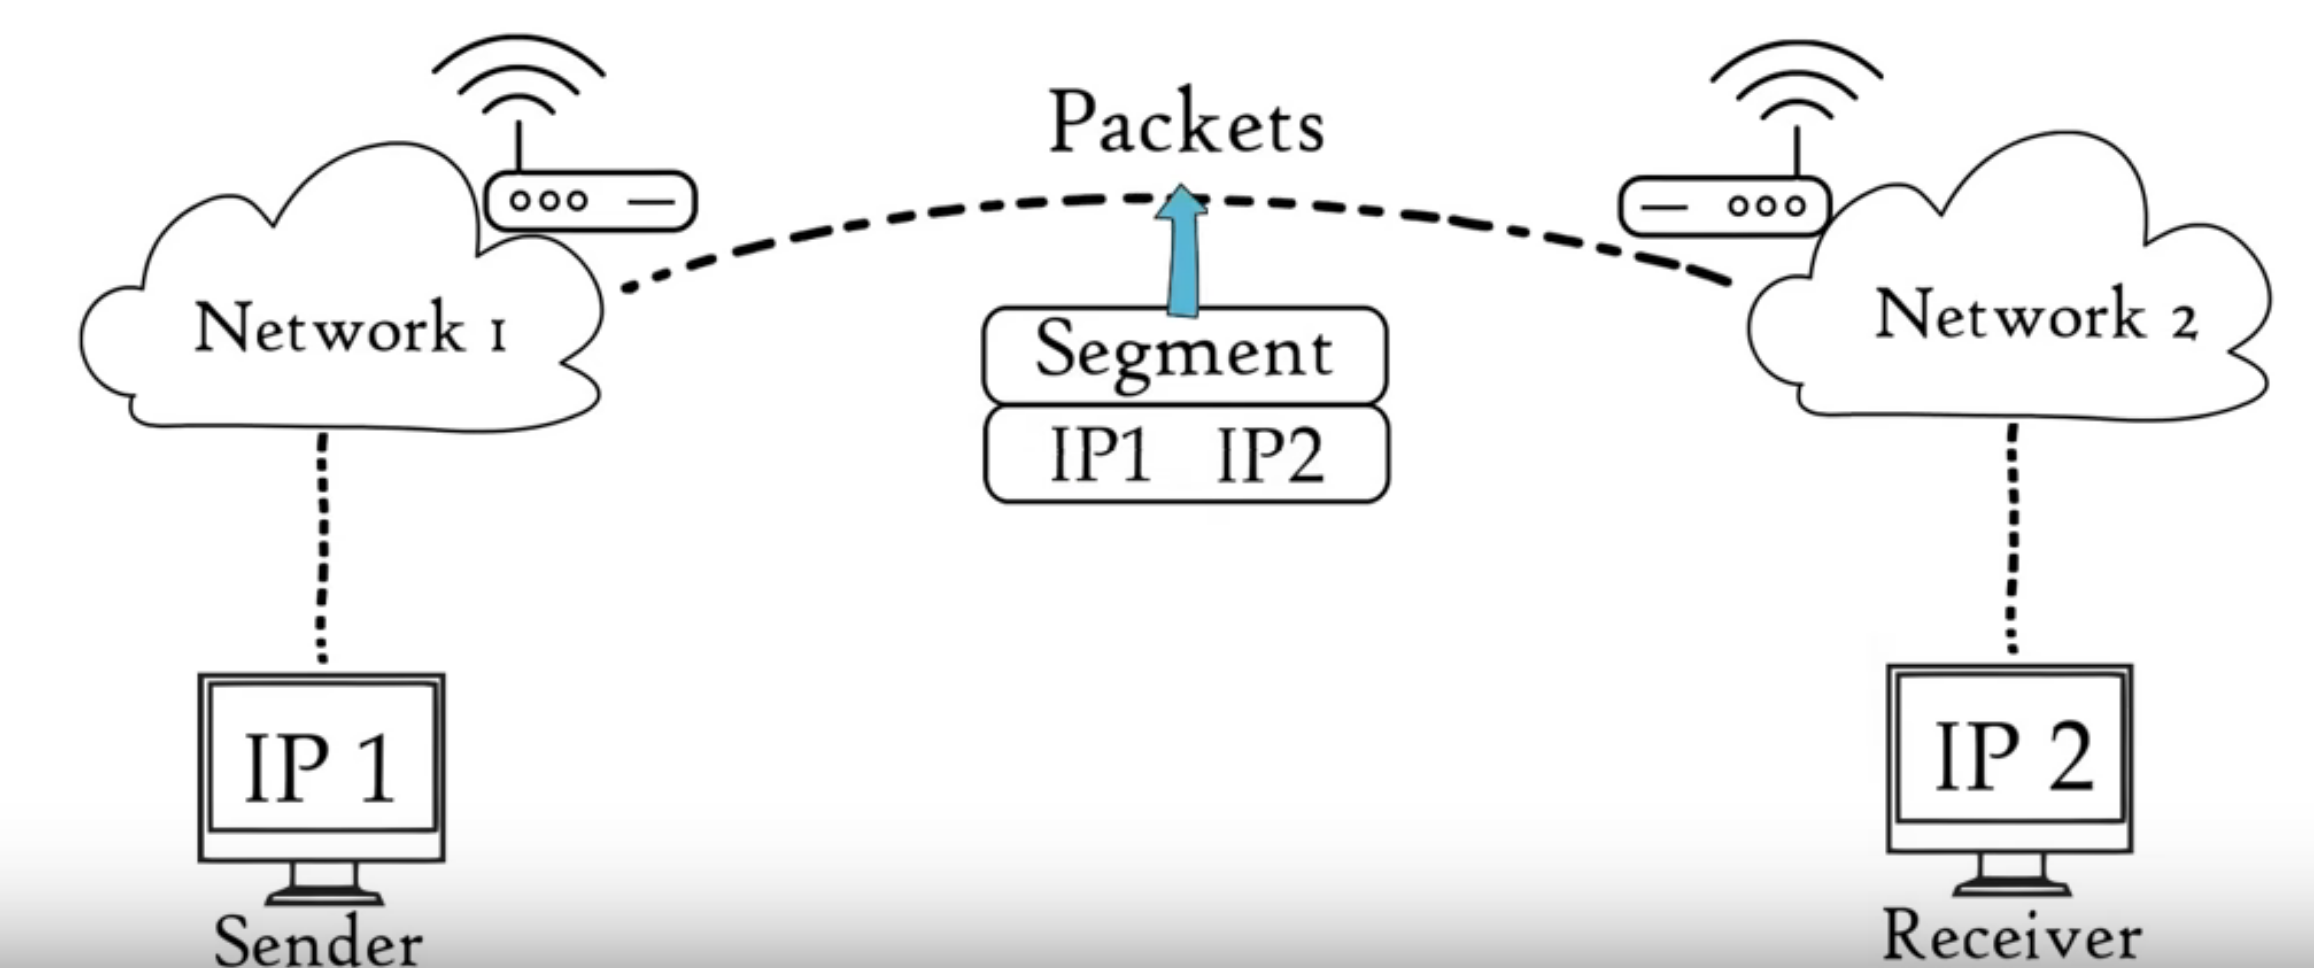 Packets
Network 1
Network 2
Segment
IP1 IP2
IP 1
IP 2
Sender
Receiver